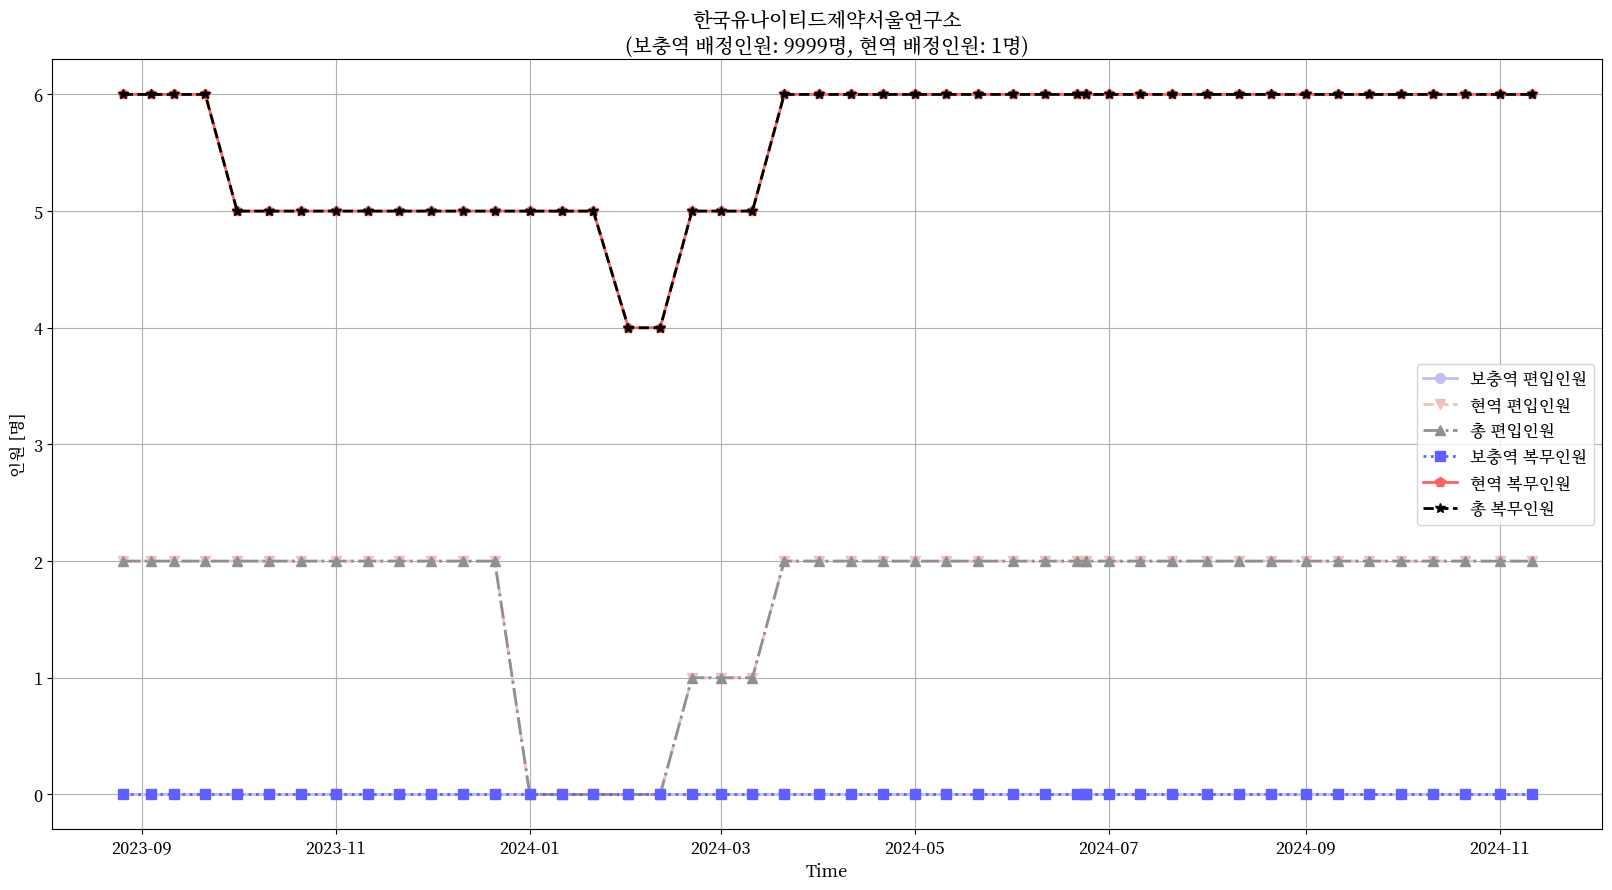 한국유나이티드제약서울연구소
(보충역 배정인원: 9999명, 현역 배정인원: 1명)
인원 [명]
6
5
4
3
2
1
0
보충역 편입인원
현역 편입인원
총 편입인원
보충역 복무인원
현역 복무인원
총 복무인원
2023-09 2023-11 2024-01 2024-03 2024-05 2024-07 2024-09 2024-11
Time